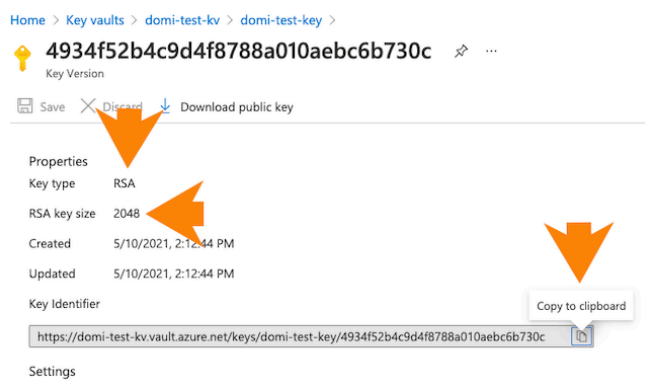 Home > Key vaults > domi-test-kv > domi-test-key >
4934f52b4c9d4f8788a010aebc6b730c ...
Key Version
Save Discard Download public key
Properties
Key type RSA
RSA key size 2048
Created 5/10/2021, 2:12:44 PM
Updated 5/10/2021, 2:12:44 PM
Key Identifier
Copy to clipboard
https://domi-test-kv.vault.azure.net/keys/domi-test-key/4934f52b4c9d4f8788a010aebc6b730c
Settings